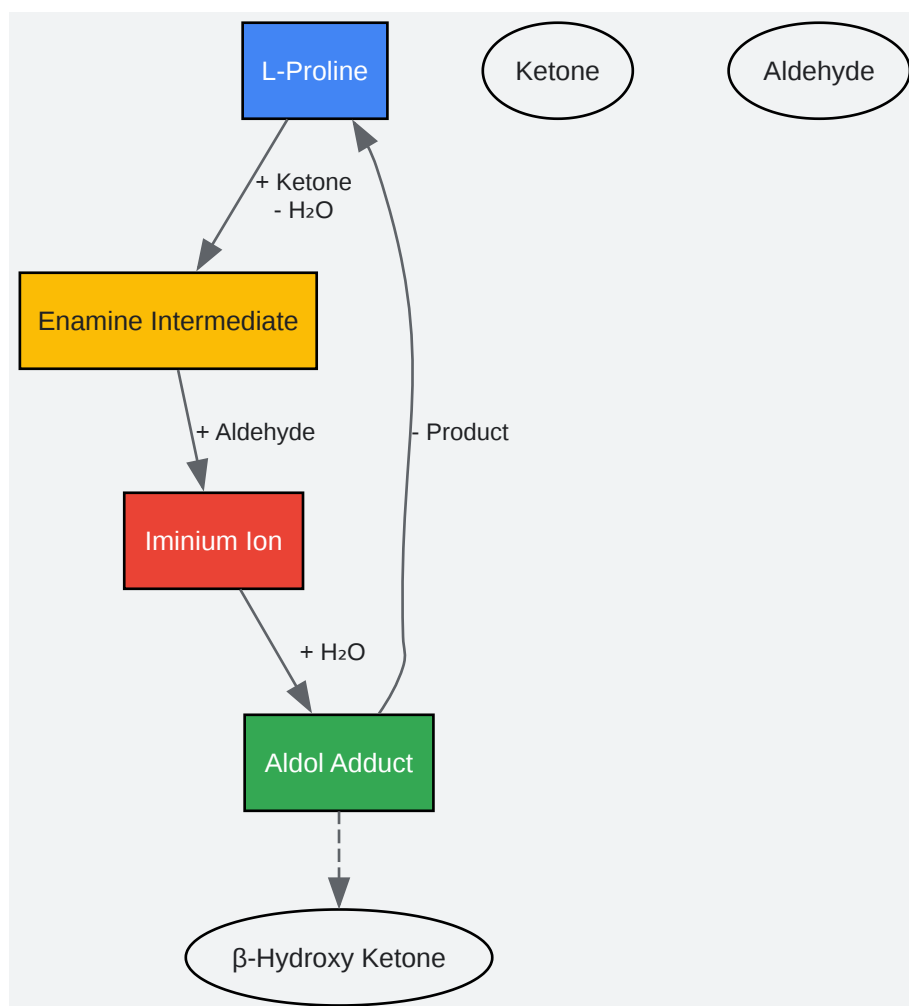 L-Proline
Ketone
Aldehyde
+ Ketone
- H₂O
Enamine Intermediate
+ Aldehyde
- Product
Iminium Ion
+ H₂O
Aldol Adduct
β-Hydroxy Ketone